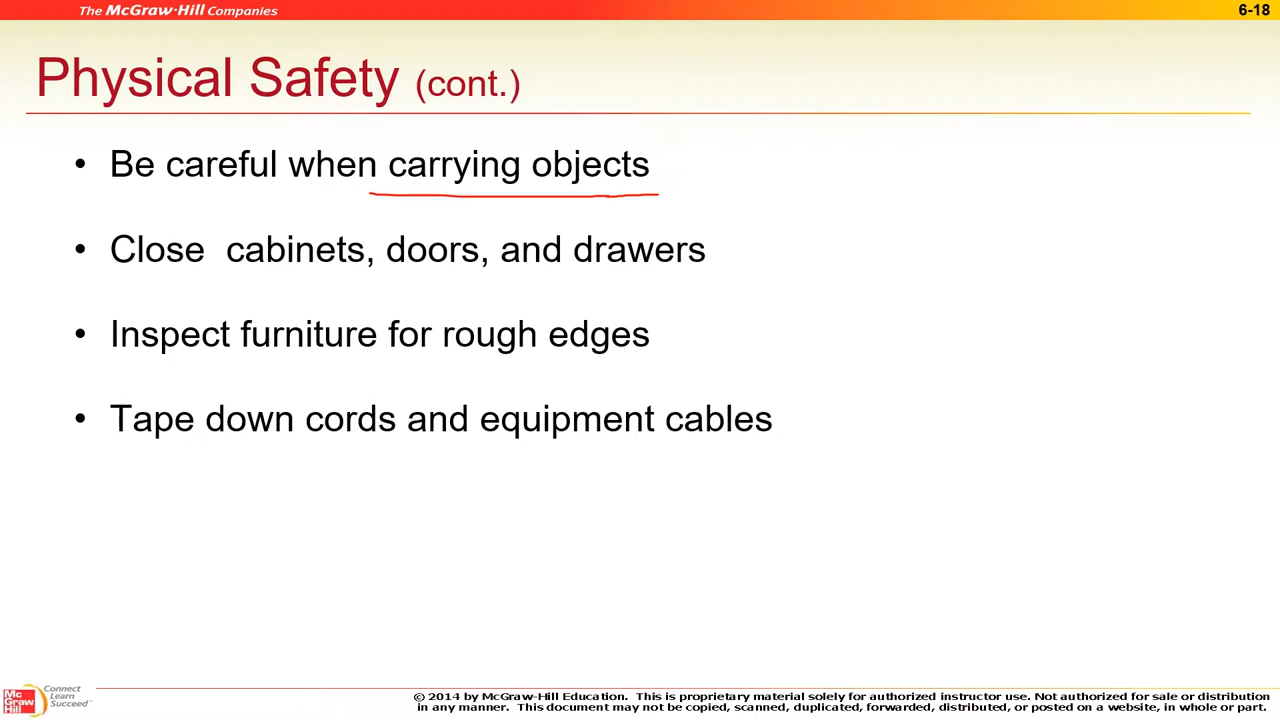 The McGraw-Hill Companies
6-18
Physical Safety (cont.)
• Be careful when carrying objects
• Close  cabinets, doors, and drawers
• Inspect furniture for rough edges
• Tape down cords and equipment cables
Mc
Graw
Hill
Connect
Learn
Succeed™
© 2014 by McGraw-Hill Education. This is proprietary material solely for authorized instructor use. Not authorized for sale or distribution
in any manner. This document may not be copied, scanned, duplicated, forwarded, distributed, or posted on a website, in whole or part.